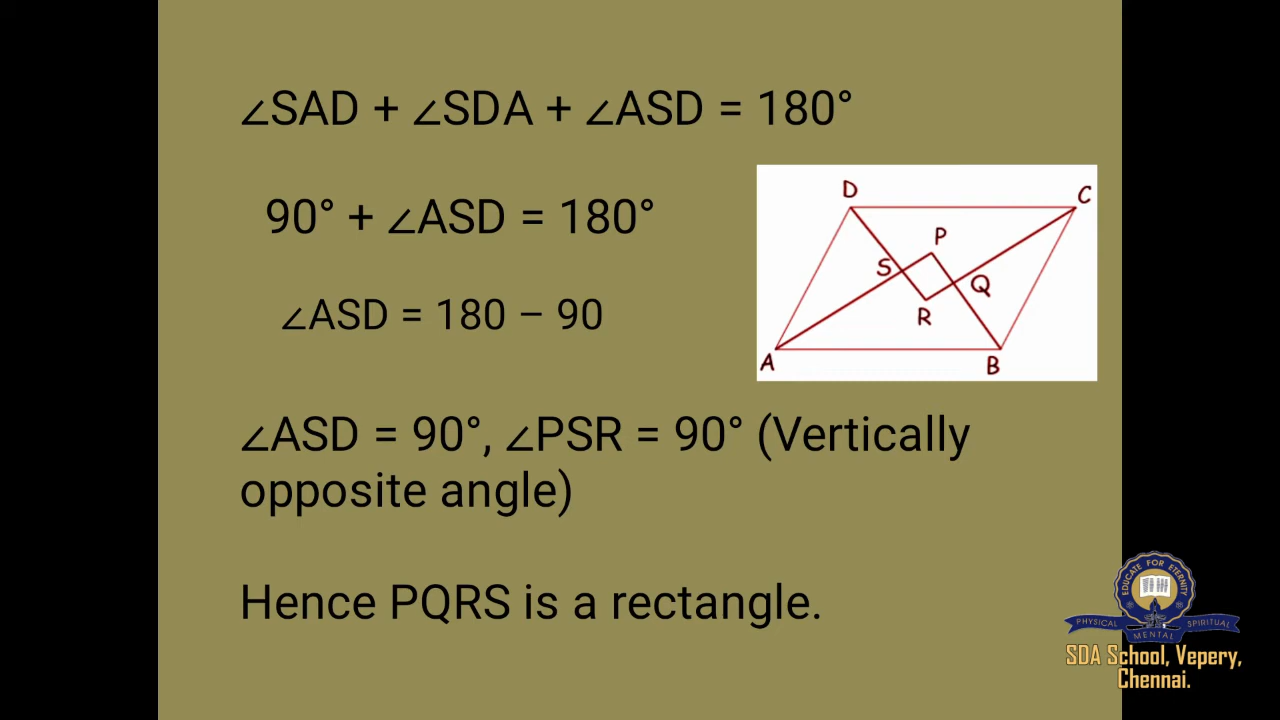 ∠SAD + ∠SDA + ∠ASD = 180°
90° + ∠ASD = 180°
∠ASD = 180 – 90
D
C
P
S
Q
R
A
B
∠ASD = 90°, ∠PSR = 90° (Vertically
opposite angle)
Hence PQRS is a rectangle.
EDUCATE FOR ETERNITY
PHYSICAL
SPIRITUAL
MENTAL
SDA School, Vepery,
Chennai.